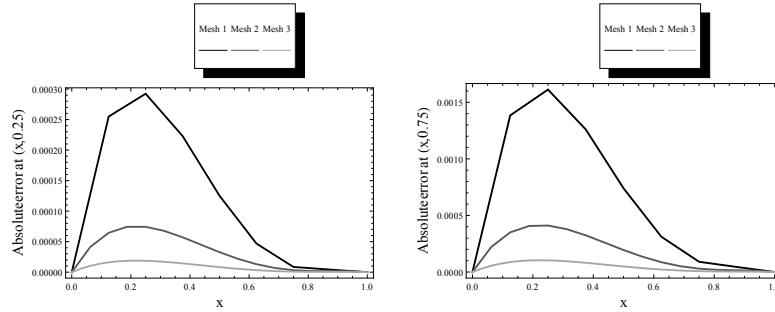 Mesh 1 Mesh 2 Mesh 3
0.00030
0.00025
0.00020
0.00015
0.00010
0.00005
0.00000
Absoluteerror at (x,0.25)
0.0 0.2 0.4 0.6 0.8 1.0
x
Mesh 1 Mesh 2 Mesh 3
0.0015
0.0010
0.0005
0.0000
Absoluteerror at (x,0.75)
0.0 0.2 0.4 0.6 0.8 1.0
x